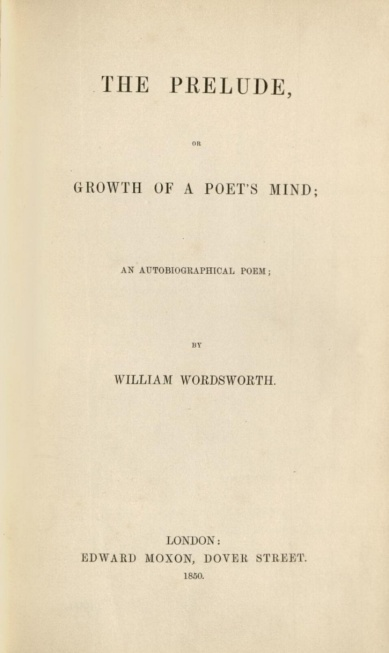 THE PRELUDE,
OR
GROWTH OF A POET'S MIND;
AN AUTOBIOGRAPHICAL POEM;
BY
WILLIAM WORDSWORTH.
LONDON:
EDWARD MOXON, DOVER STREET.
1850.